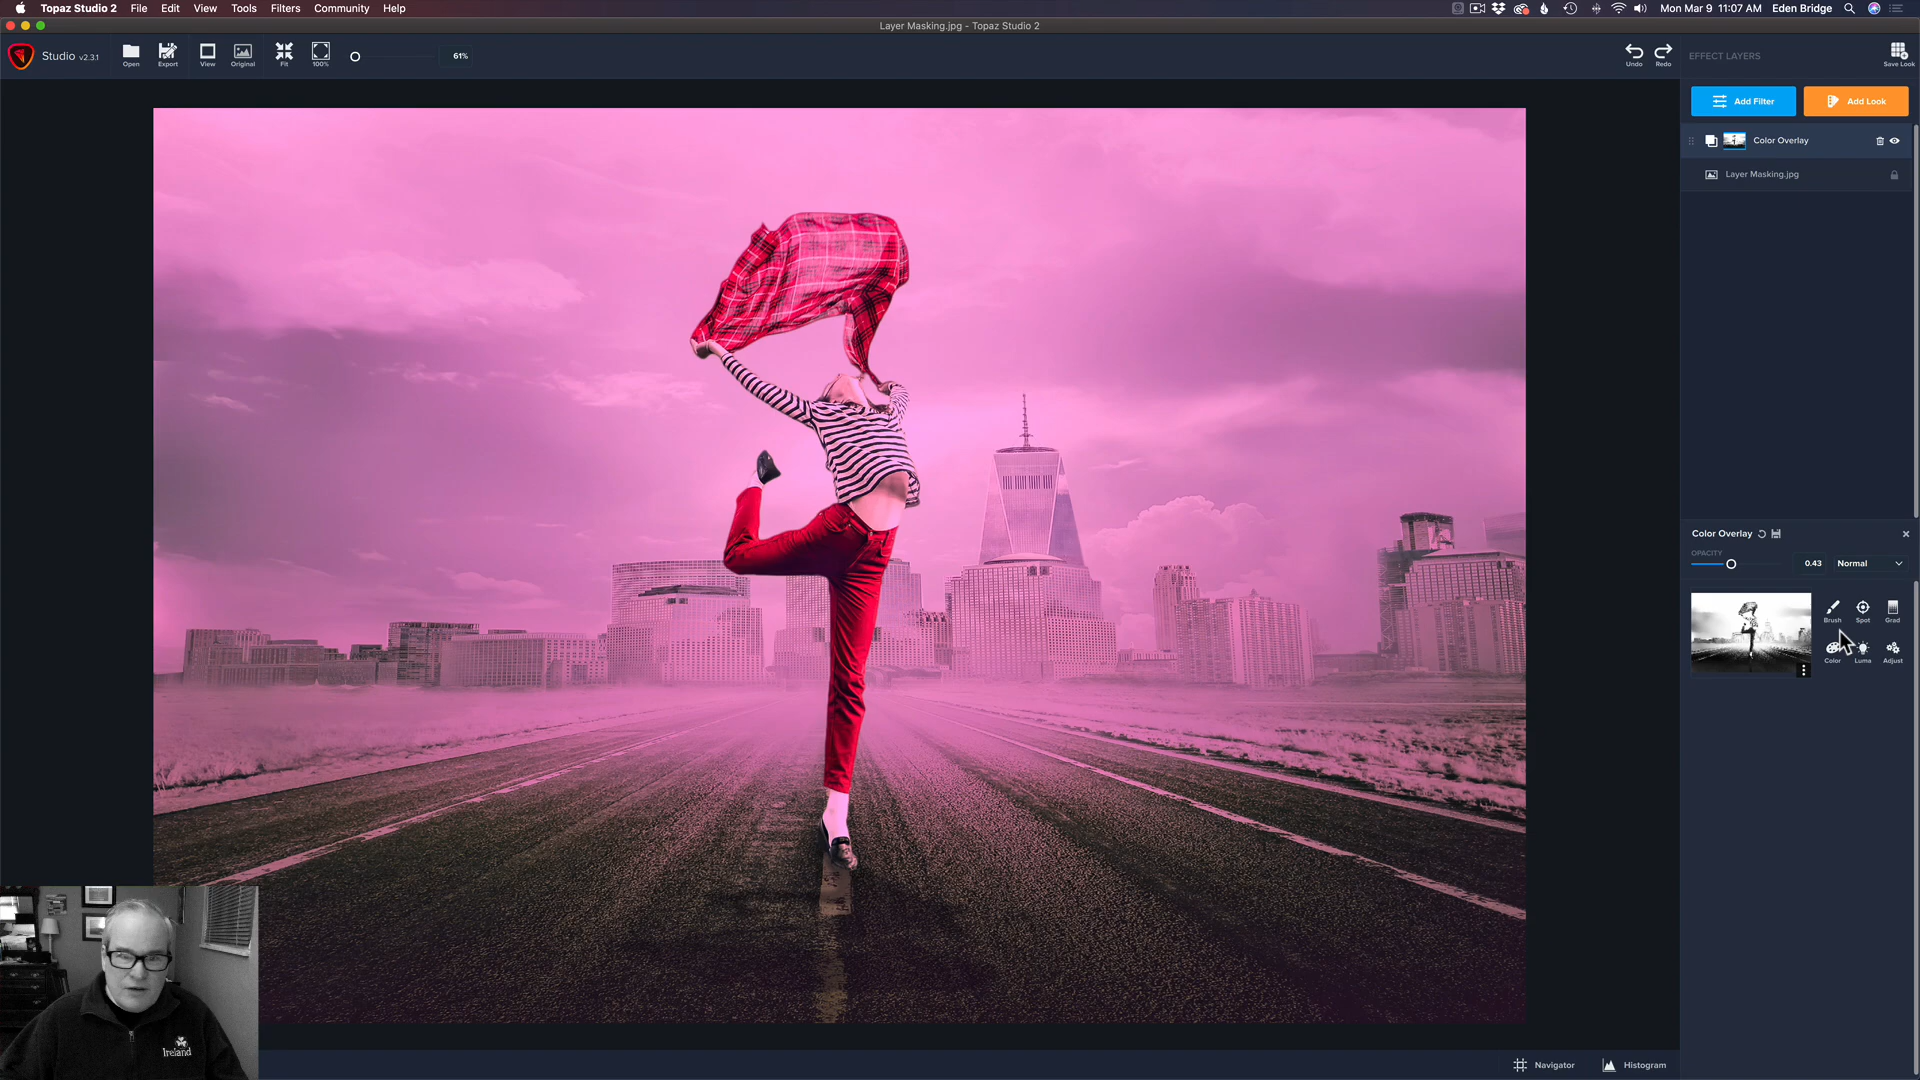 Topaz Studio 2 File Edit View Tools Filters Community Help Mon Mar 9 11:07 AM Eden Bridge
Layer Masking.jpg - Topaz Studio 2
Studio v2.3.1 Open Export View Original Fit 100% 61% Undo Redo EFFECT LAYERS Save Look
Add Filter Add Look
Color Overlay
Layer Masking.jpg
Color Overlay
OPACITY
0.43 Normal
Brush Spot Grad
Color Luma Adjust
Ireland
Navigator Histogram